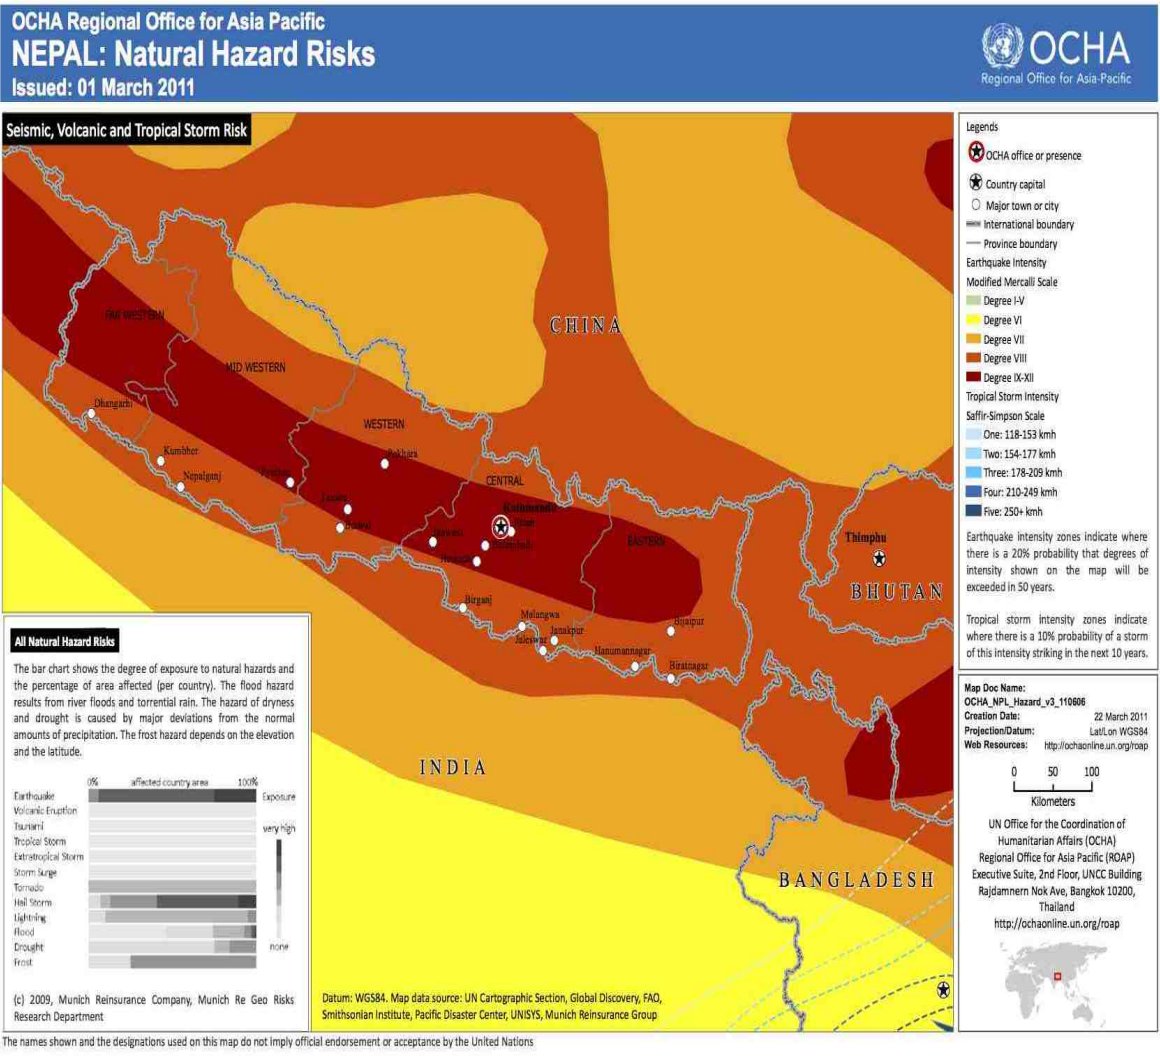 OCHA Regional Office for Asia Pacific
NEPAL: Natural Hazard Risks
Issued: 01 March 2011
OCHA
Regional Office for Asia-Pacific
Seismic, Volcanic and Tropical Storm Risk
CHINA
FAR WESTERN
MID WESTERN
WESTERN
CENTRAL
EASTERN
Dhangarhi
Kumbher
Nepalganj
Pokhara
Kathmandu
Birganj
Malangwa
Janakpur
Jaleswar
Hanumannagar
Bijaipur
Biratnagar
Thimphu
BHUTAN
INDIA
BANGLADESH
Legends
OCHA office or presence
Country capital
Major town or city
International boundary
Province boundary
Earthquake Intensity
Modified Mercalli Scale
Degree I-V
Degree VI
Degree VII
Degree VIII
Degree IX-XII
Tropical Storm Intensity
Saffir-Simpson Scale
One: 118-153 kmh
Two: 154-177 kmh
Three: 178-209 kmh
Four: 210-249 kmh
Five: 250+ kmh
Earthquake intensity zones indicate where
there is a 20% probability that degrees of
intensity shown on the map will be
exceeded in 50 years.
Tropical storm intensity zones indicate
where there is a 10% probability of a storm
of this intensity striking in the next 10 years.
Map Doc Name:
OCHA_NPL_Hazard_v3_110606
Creation Date: 22 March 2011
Projection/Datum: Lat/Lon WGS84
Web Resources: http://ochaonline.un.org/roap
0 50 100
Kilometers
UN Office for the Coordination of
Humanitarian Affairs (OCHA)
Regional Office for Asia Pacific (ROAP)
Executive Suite, 2nd Floor, UNCC Building
Rajdamnern Nok Ave, Bangkok 10200,
Thailand
http://ochaonline.un.org/roap
All Natural Hazard Risks
The bar chart shows the degree of exposure to natural hazards and
the percentage of area affected (per country). The flood hazard
results from river floods and torrential rain. The hazard of dryness
and drought is caused by major deviations from the normal
amounts of precipitation. The frost hazard depends on the elevation
and the latitude.
0% affected country area 100%
Earthquake
Exposure
Volcanic Eruption
Tsunami
very high
Tropical Storm
Extratropical Storm
Storm Surge
Tornado
Hail Storm
Lightning
Flood
Drought
none
Frost
(c) 2009, Munich Reinsurance Company, Munich Re Geo Risks
Research Department
Datum: WGS84. Map data source: UN Cartographic Section, Global Discovery, FAO,
Smithsonian Institute, Pacific Disaster Center, UNISYS, Munich Reinsurance Group
The names shown and the designations used on this map do not imply official endorsement or acceptance by the United Nations